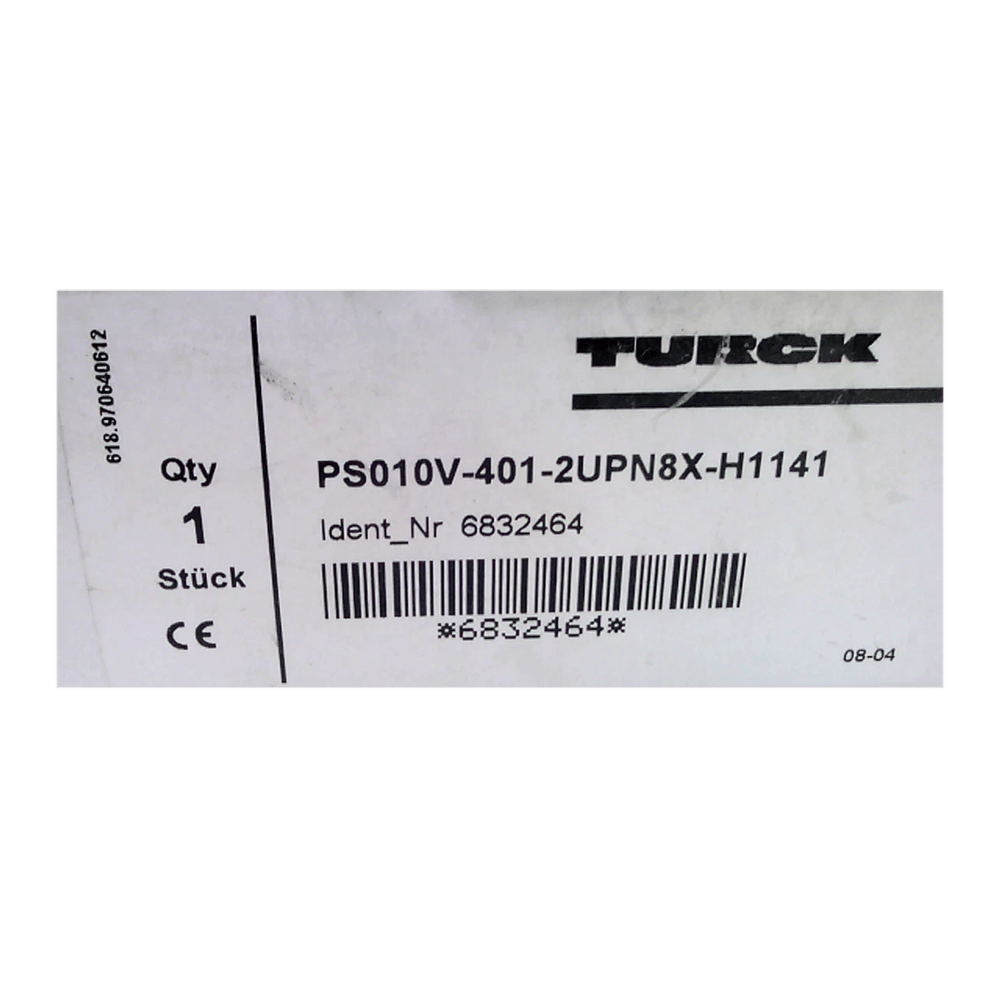 618.970640612
Qty
1
Stück
CE
TURCK
PS010V-401-2UPN8X-H1141
Ident_Nr 6832464
*6832464*
08-04